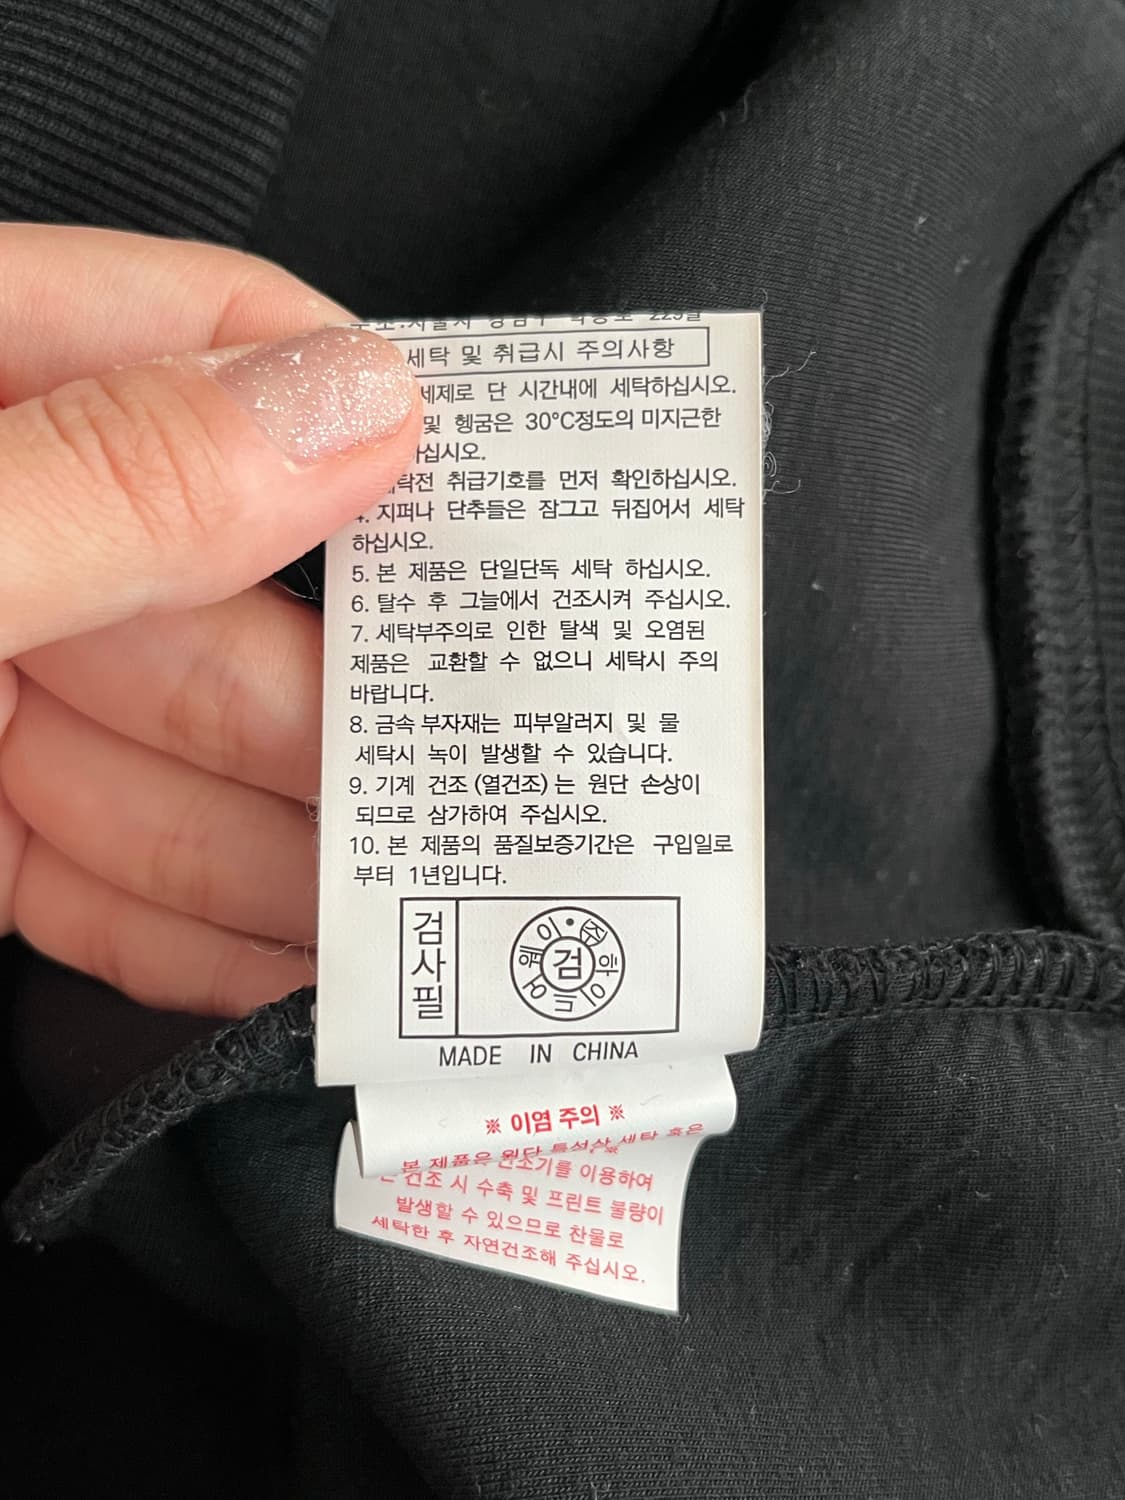 세탁 및 취급시 주의사항
세제로 단 시간내에 세탁하십시오.
및 헹굼은 30°C정도의 미지근한
하십시오.
세탁전 취급기호를 먼저 확인하십시오.
4. 지퍼나 단추들은 잠그고 뒤집어서 세탁
하십시오.
5. 본 제품은 단일단독 세탁 하십시오.
6. 탈수 후 그늘에서 건조시켜 주십시오.
7. 세탁부주의로 인한 탈색 및 오염된
제품은 교환할 수 없으니 세탁시 주의
바랍니다.
8. 금속 부자재는 피부알러지 및 물
세탁시 녹이 발생할 수 있습니다.
9. 기계 건조 (열건조) 는 원단 손상이
되므로 삼가하여 주십시오.
10. 본 제품의 품질보증기간은 구입일로
부터 1년입니다.
검사필
검
MADE IN CHINA
※ 이염 주의 ※
본 제품은 원단 특성상 세탁 혹은
건조기를 이용하여
건조 시 수축 및 프린트 불량이
발생할 수 있으므로 찬물로
세탁한 후 자연건조해 주십시오.